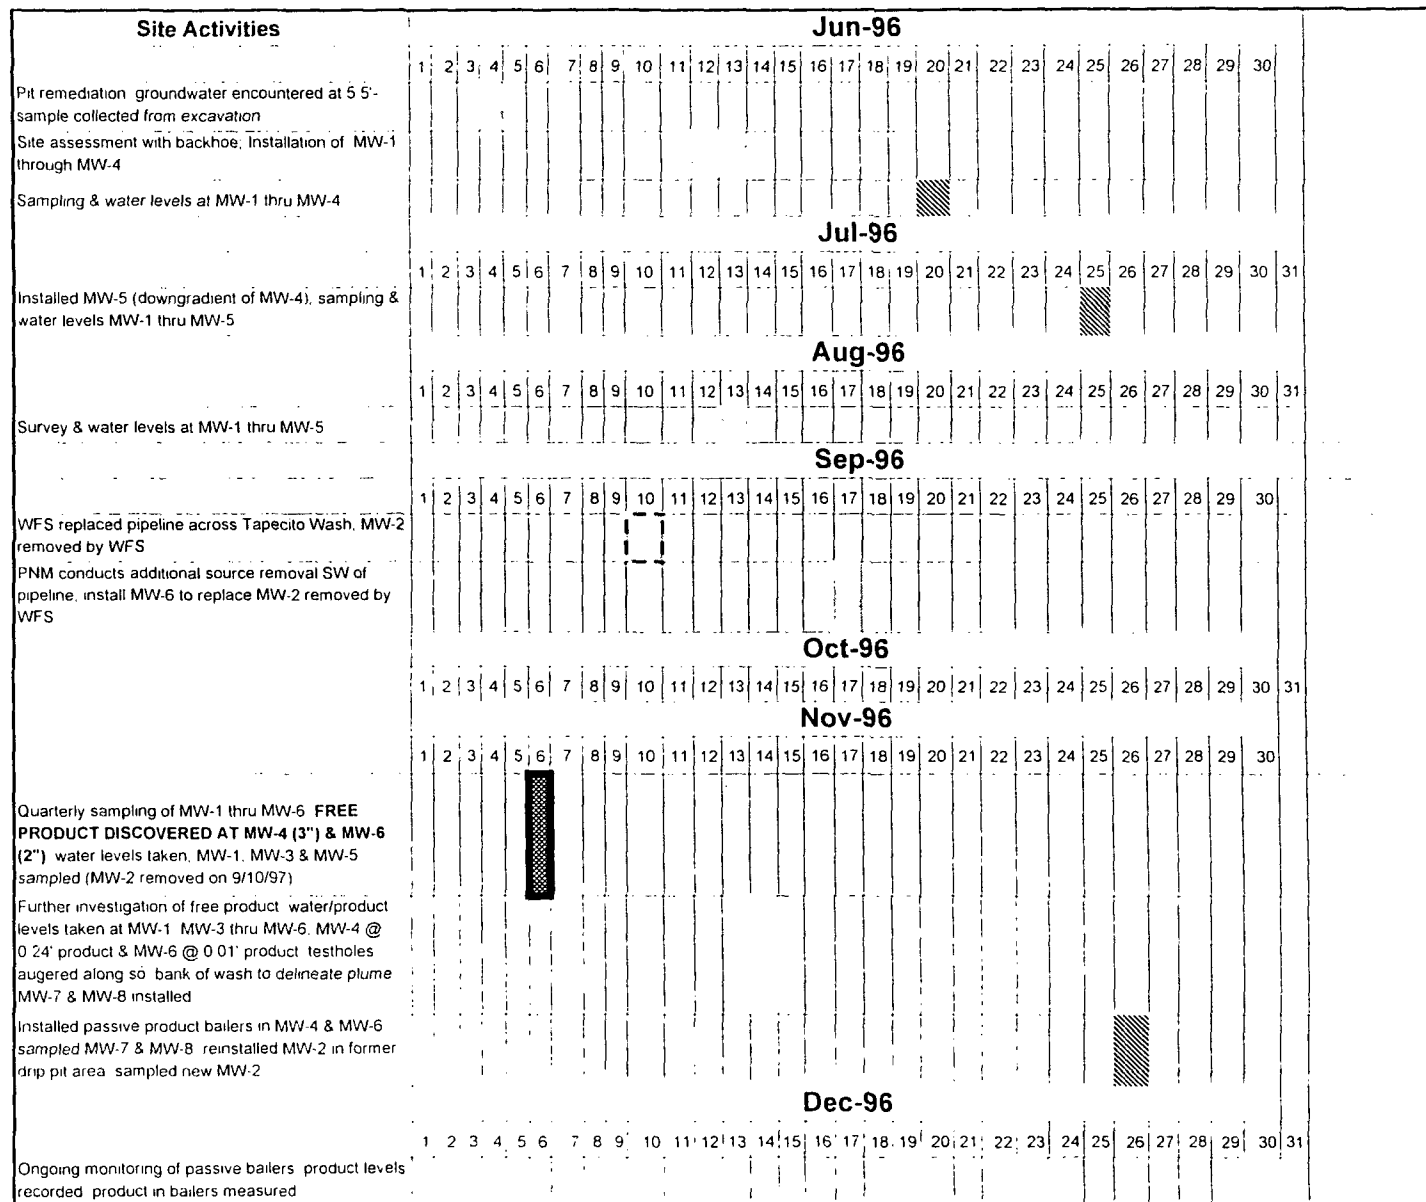 Site Activities
Jun-96
1 2 3 4 5 6 7 8 9 10 11 12 13 14 15 16 17 18 19 20 21 22 23 24 25 26 27 28 29 30
Pit remediation groundwater encountered at 5 5'-
sample collected from excavation
Site assessment with backhoe; Installation of MW-1
through MW-4
Sampling & water levels at MW-1 thru MW-4
Jul-96
1 2 3 4 5 6 7 8 9 10 11 12 13 14 15 16 17 18 19 20 21 22 23 24 25 26 27 28 29 30 31
Installed MW-5 (downgradient of MW-4), sampling &
water levels MW-1 thru MW-5
Aug-96
1 2 3 4 5 6 7 8 9 10 11 12 13 14 15 16 17 18 19 20 21 22 23 24 25 26 27 28 29 30 31
Survey & water levels at MW-1 thru MW-5
Sep-96
1 2 3 4 5 6 7 8 9 10 11 12 13 14 15 16 17 18 19 20 21 22 23 24 25 26 27 28 29 30
WFS replaced pipeline across Tapecito Wash, MW-2
removed by WFS
PNM conducts additional source removal SW of
pipeline, install MW-6 to replace MW-2 removed by
WFS
Oct-96
1 2 3 4 5 6 7 8 9 10 11 12 13 14 15 16 17 18 19 20 21 22 23 24 25 26 27 28 29 30 31
Nov-96
1 2 3 4 5 6 7 8 9 10 11 12 13 14 15 16 17 18 19 20 21 22 23 24 25 26 27 28 29 30
Quarterly sampling of MW-1 thru MW-6 FREE
PRODUCT DISCOVERED AT MW-4 (3") & MW-6
(2") water levels taken, MW-1, MW-3 & MW-5
sampled (MW-2 removed on 9/10/97)
Further investigation of free product water/product
levels taken at MW-1 MW-3 thru MW-6, MW-4 @
0 24' product & MW-6 @ 0 01' product testholes
augered along so bank of wash to delineate plume
MW-7 & MW-8 installed
Installed passive product bailers in MW-4 & MW-6
sampled MW-7 & MW-8 reinstalled MW-2 in former
drip pit area sampled new MW-2
Dec-96
1 2 3 4 5 6 7 8 9 10 11 12 13 14 15 16 17 18 19 20 21 22 23 24 25 26 27 28 29 30 31
Ongoing monitoring of passive bailers product levels
recorded product in bailers measured